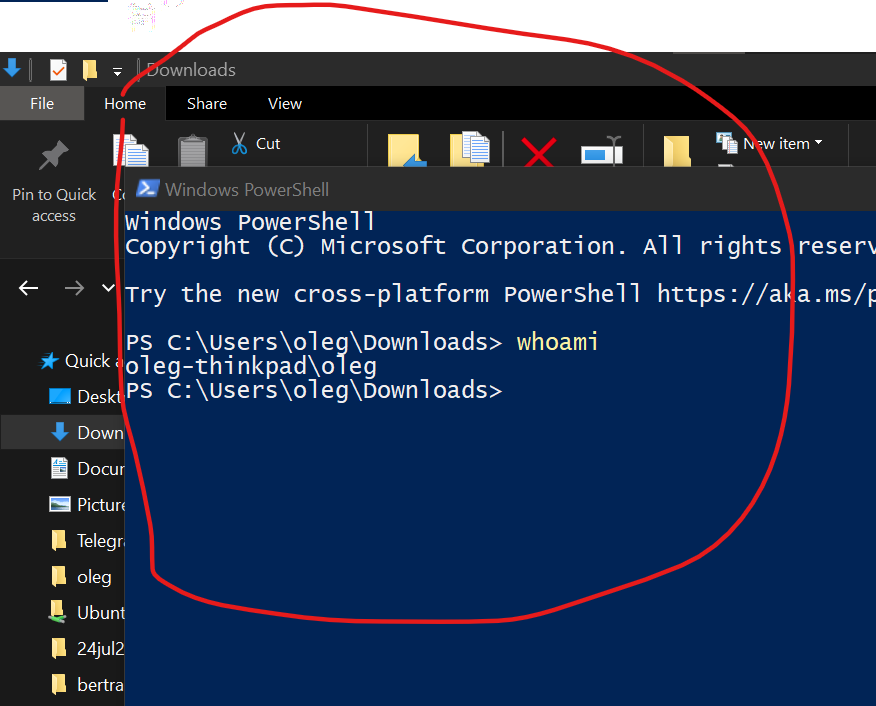 Downloads
File Home Share View
Cut
New item
Pin to Quick
access
Windows PowerShell
Windows PowerShell
Copyright (C) Microsoft Corporation. All rights reserv
Try the new cross-platform PowerShell https://aka.ms/p
PS C:\Users\oleg\Downloads> whoami
oleg-thinkpad\oleg
PS C:\Users\oleg\Downloads>
Quick a
Deskt
Down
Docur
Picture
Telegra
oleg
Ubunt
24jul2
bertra